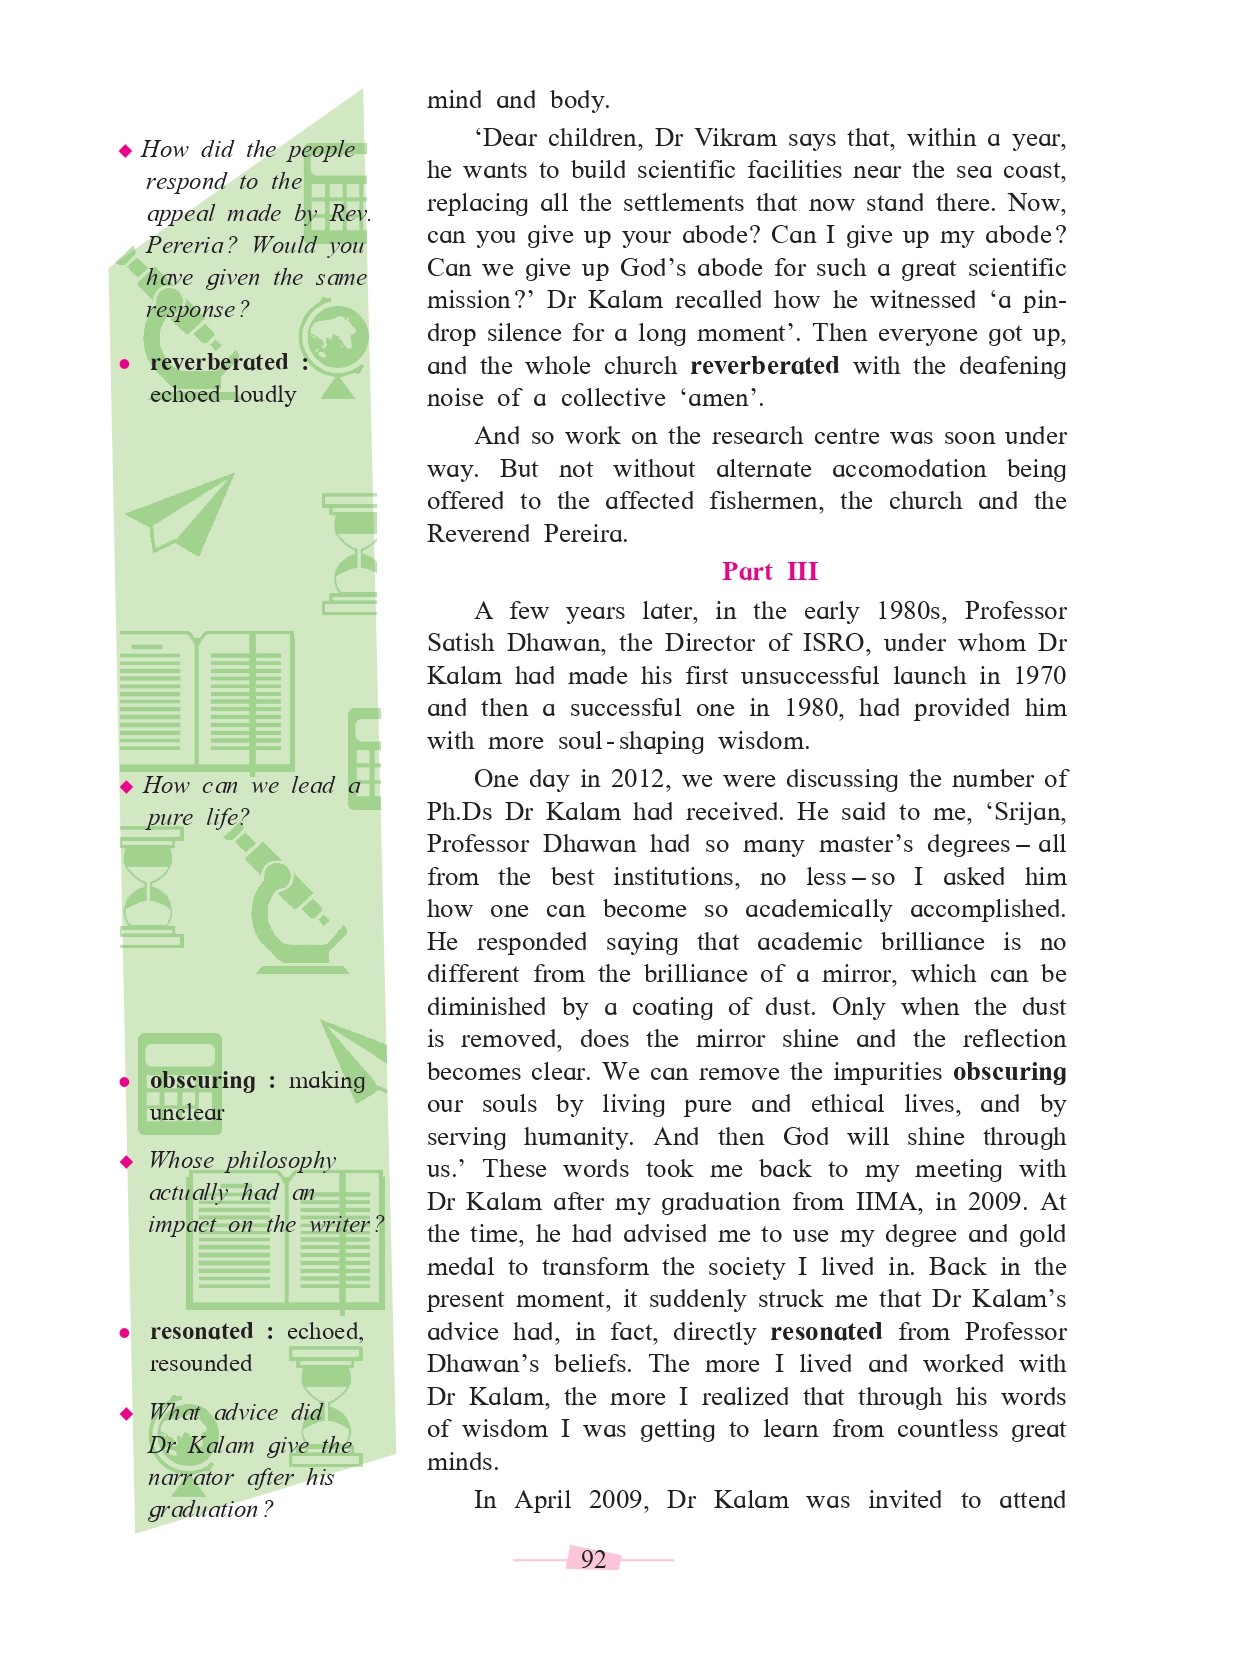 ◆ How did the people
respond to the
appeal made by Rev.
Pereria? Would you
have given the same
response?
● reverberated :
echoed loudly
◆ How can we lead a
pure life?
● obscuring : making
unclear
◆ Whose philosophy
actually had an
impact on the writer?
● resonated : echoed,
resounded
◆ What advice did
Dr Kalam give the
narrator after his
graduation?
mind and body.
‘Dear children, Dr Vikram says that, within a year,
he wants to build scientific facilities near the sea coast,
replacing all the settlements that now stand there. Now,
can you give up your abode? Can I give up my abode?
Can we give up God’s abode for such a great scientific
mission?’ Dr Kalam recalled how he witnessed ‘a pin-
drop silence for a long moment’. Then everyone got up,
and the whole church reverberated with the deafening
noise of a collective ‘amen’.
And so work on the research centre was soon under
way. But not without alternate accomodation being
offered to the affected fishermen, the church and the
Reverend Pereira.
Part III
A few years later, in the early 1980s, Professor
Satish Dhawan, the Director of ISRO, under whom Dr
Kalam had made his first unsuccessful launch in 1970
and then a successful one in 1980, had provided him
with more soul-shaping wisdom.
One day in 2012, we were discussing the number of
Ph.Ds Dr Kalam had received. He said to me, ‘Srijan,
Professor Dhawan had so many master’s degrees – all
from the best institutions, no less – so I asked him
how one can become so academically accomplished.
He responded saying that academic brilliance is no
different from the brilliance of a mirror, which can be
diminished by a coating of dust. Only when the dust
is removed, does the mirror shine and the reflection
becomes clear. We can remove the impurities obscuring
our souls by living pure and ethical lives, and by
serving humanity. And then God will shine through
us.’ These words took me back to my meeting with
Dr Kalam after my graduation from IIMA, in 2009. At
the time, he had advised me to use my degree and gold
medal to transform the society I lived in. Back in the
present moment, it suddenly struck me that Dr Kalam’s
advice had, in fact, directly resonated from Professor
Dhawan’s beliefs. The more I lived and worked with
Dr Kalam, the more I realized that through his words
of wisdom I was getting to learn from countless great
minds.
In April 2009, Dr Kalam was invited to attend
92